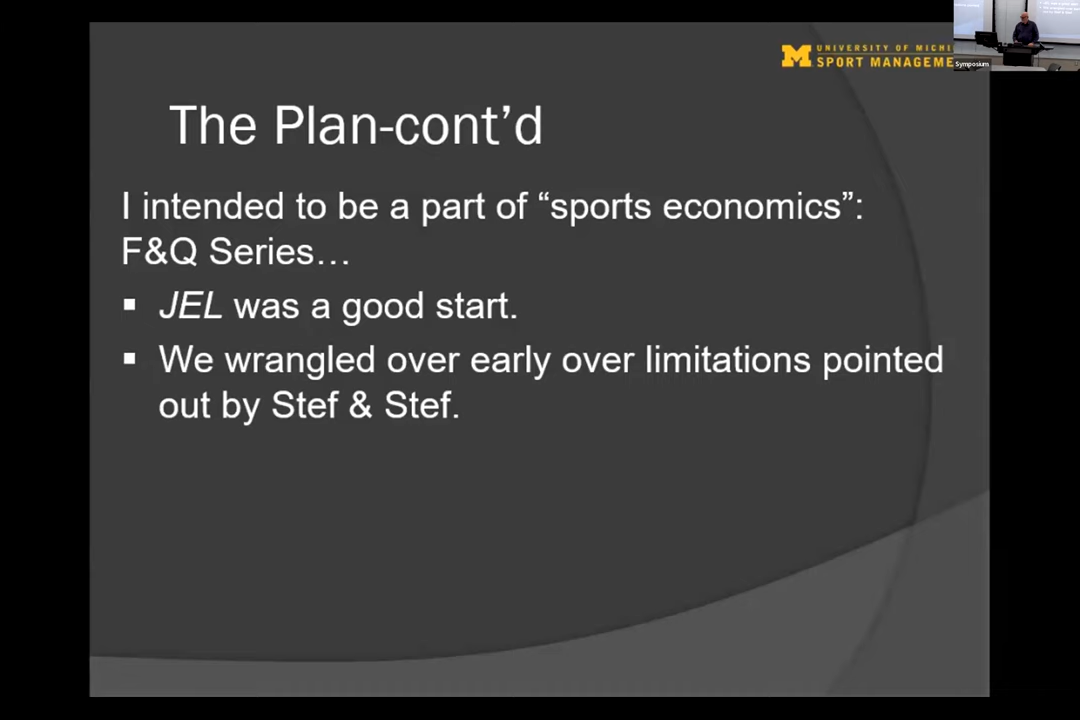 UNIVERSITY OF MICHI
SPORT MANAGEME
Symposium
The Plan-cont’d
I intended to be a part of “sports economics”:
F&Q Series…
▪ JEL was a good start.
▪ We wrangled over early over limitations pointed
out by Stef & Stef.